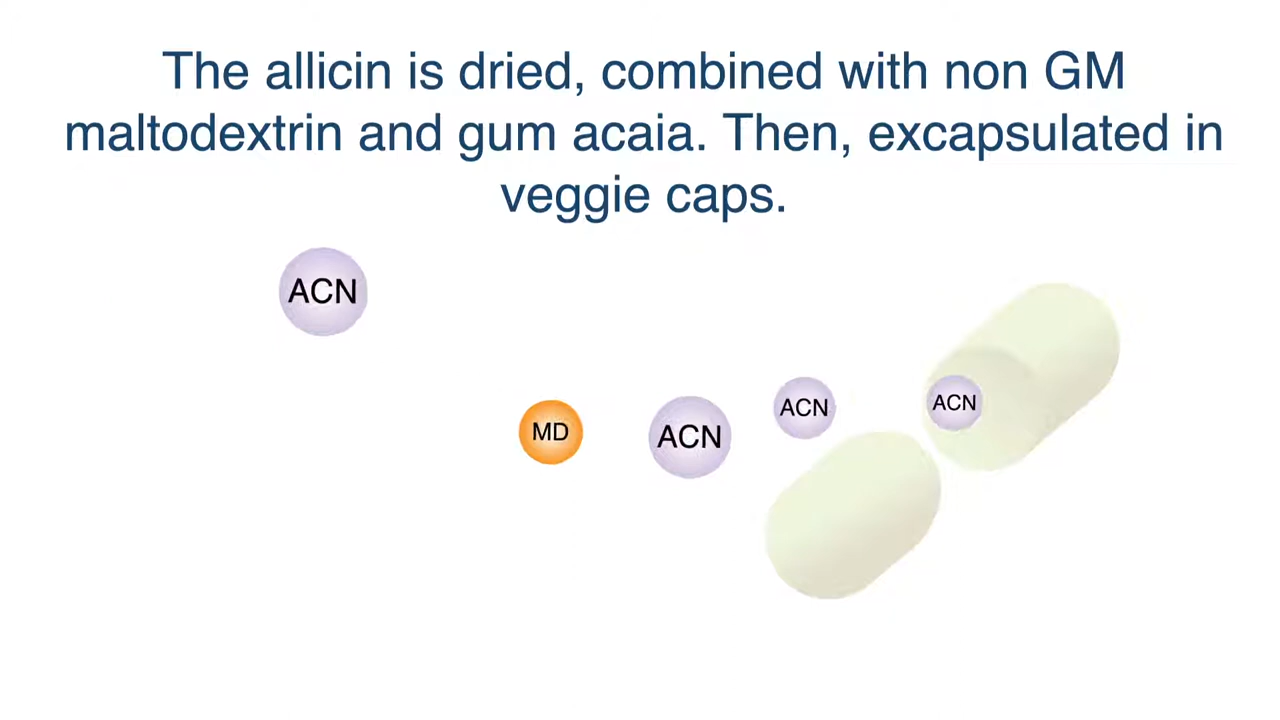 The allicin is dried, combined with non GM
maltodextrin and gum acaia. Then, excapsulated in
veggie caps.
ACN
MD
ACN
ACN
ACN